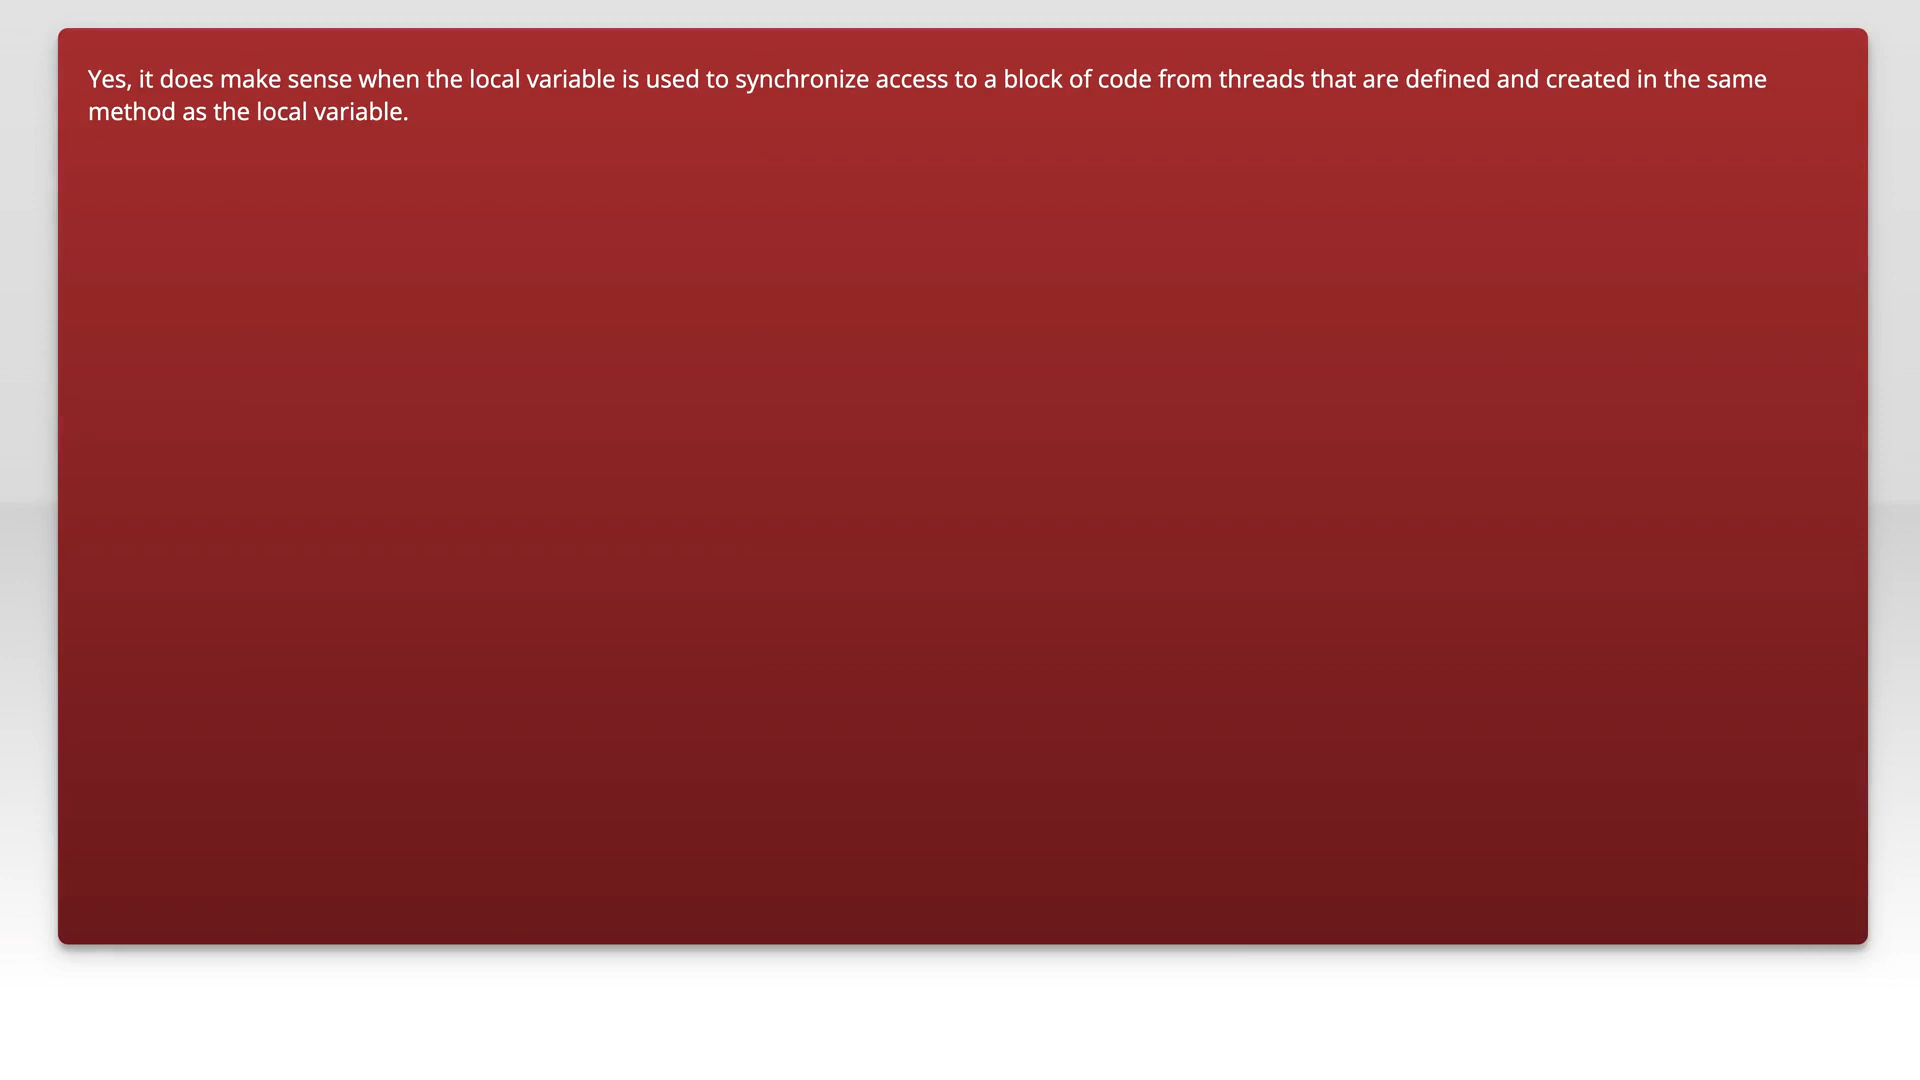 Yes, it does make sense when the local variable is used to synchronize access to a block of code from threads that are defined and created in the same
method as the local variable.